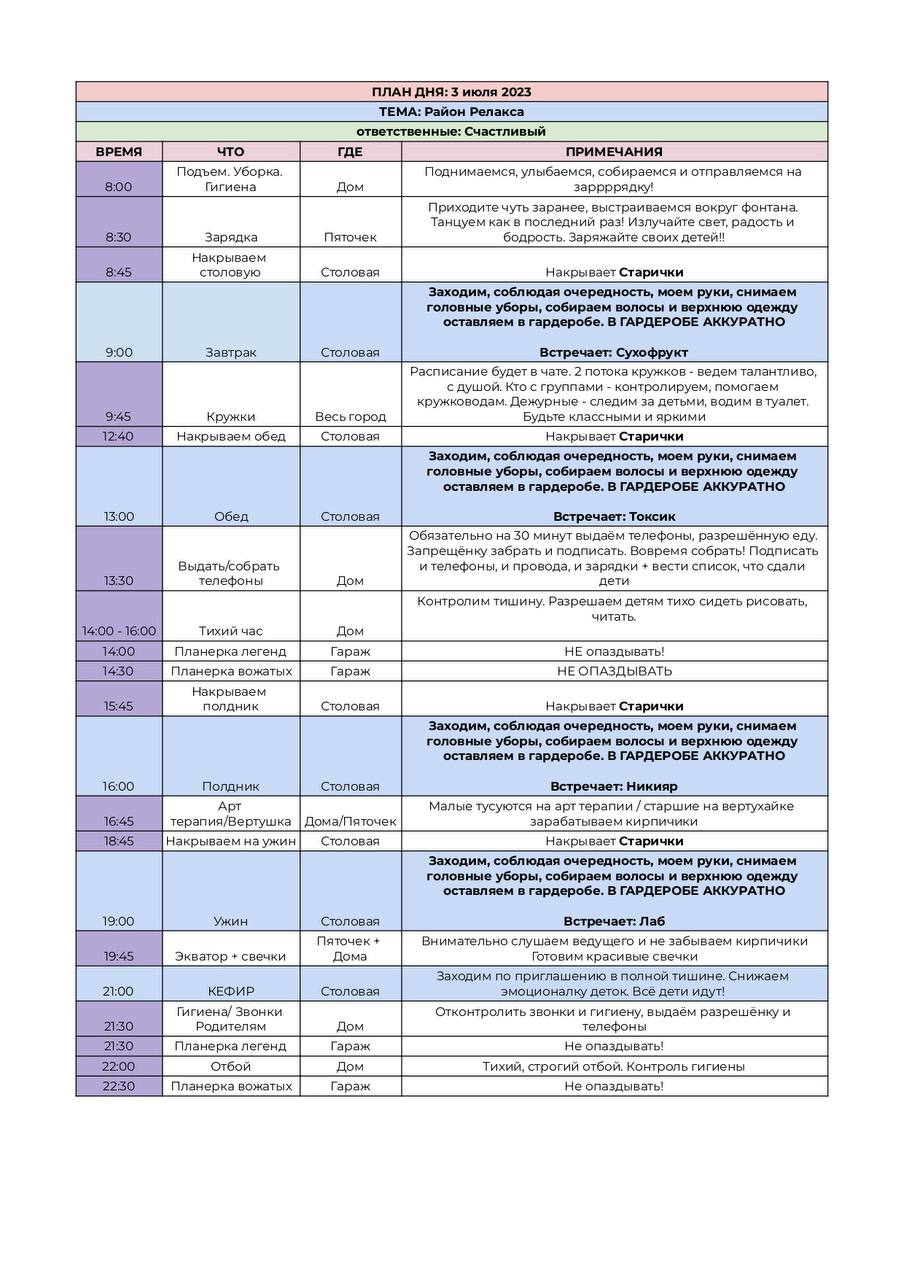 ПЛАН ДНЯ: 3 июля 2023
ТЕМА: Район Релакса
ответственные: Счастливый
ВРЕМЯ ЧТО ГДЕ ПРИМЕЧАНИЯ
8:00 Подъем. Уборка. Гигиена Дом Поднимаемся, улыбаемся, собираемся и отправляемся на
заррррядку!
8:30 Зарядка Пяточек Приходите чуть заранее, выстраиваемся вокруг фонтана.
Танцуем как в последний раз! Излучайте свет, радость и
бодрость. Заряжайте своих детей!!
8:45 Накрываем столовую Столовая Накрывает Старички
9:00 Завтрак Столовая Заходим, соблюдая очередность, моем руки, снимаем
головные уборы, собираем волосы и верхнюю одежду
оставляем в гардеробе. В ГАРДЕРОБЕ АККУРАТНО
Встречает: Сухофрукт
9:45 Кружки Весь город Расписание будет в чате. 2 потока кружков - ведем талантливо,
с душой. Кто с группами - контролируем, помогаем
кружководам. Дежурные - следим за детьми, водим в туалет.
Будьте классными и яркими
12:40 Накрываем обед Столовая Накрывает Старички
13:00 Обед Столовая Заходим, соблюдая очередность, моем руки, снимаем
головные уборы, собираем волосы и верхнюю одежду
оставляем в гардеробе. В ГАРДЕРОБЕ АККУРАТНО
Встречает: Токсик
13:30 Выдать/собрать телефоны Дом Обязательно на 30 минут выдаём телефоны, разрешённую еду.
Запрещёнку забрать и подписать. Вовремя собрать! Подписать
и телефоны, и провода, и зарядки + вести список, что сдали
дети
14:00 - 16:00 Тихий час Дом Контролим тишину. Разрешаем детям тихо сидеть рисовать,
читать.
14:00 Планерка легенд Гараж НЕ опаздывать!
14:30 Планерка вожатых Гараж НЕ ОПАЗДЫВАТЬ
15:45 Накрываем полдник Столовая Накрывает Старички
16:00 Полдник Столовая Заходим, соблюдая очередность, моем руки, снимаем
головные уборы, собираем волосы и верхнюю одежду
оставляем в гардеробе. В ГАРДЕРОБЕ АККУРАТНО
Встречает: Никияр
16:45 Арт терапия/Вертушка Дома/Пяточек Малые тусуются на арт терапии / старшие на вертухайке
зарабатываем кирпичики
18:45 Накрываем на ужин Столовая Накрывает Старички
19:00 Ужин Столовая Заходим, соблюдая очередность, моем руки, снимаем
головные уборы, собираем волосы и верхнюю одежду
оставляем в гардеробе. В ГАРДЕРОБЕ АККУРАТНО
Встречает: Лаб
19:45 Экватор + свечки Пяточек + Дома Внимательно слушаем ведущего и не забываем кирпичики
Готовим красивые свечки
21:00 КЕФИР Столовая Заходим по приглашению в полной тишине. Снижаем
эмоционалку деток. Всё дети идут!
21:30 Гигиена/ Звонки Родителям Дом Отконтролить звонки и гигиену, выдаём разрешёнку и
телефоны
21:30 Планерка легенд Гараж Не опаздывать!
22:00 Отбой Дом Тихий, строгий отбой. Контроль гигиены
22:30 Планерка вожатых Гараж Не опаздывать!